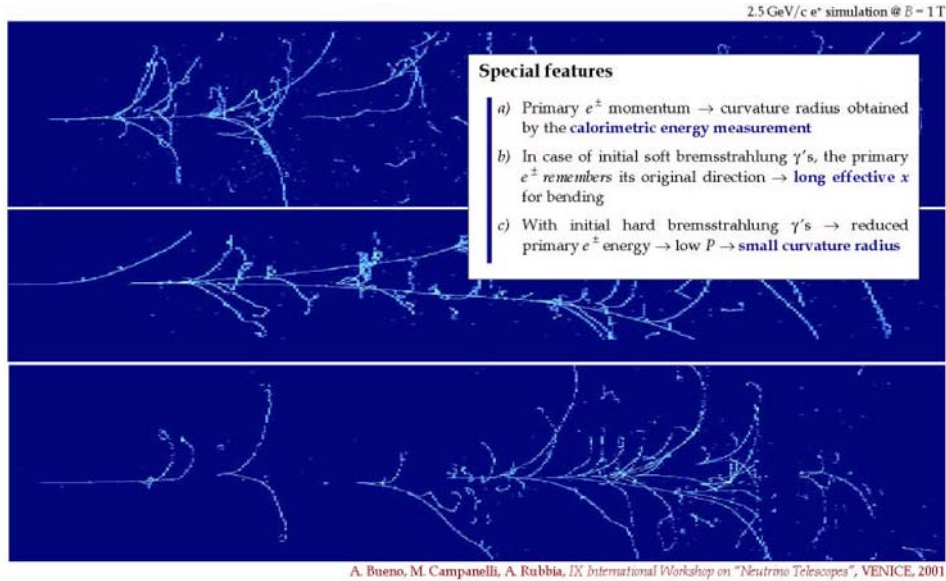 2.5 GeV/c e⁺ simulation @ B = 1 T
Special features
a) Primary e± momentum → curvature radius obtained
by the calorimetric energy measurement
b) In case of initial soft bremsstrahlung γ's, the primary
e± remembers its original direction → long effective x
for bending
c) With initial hard bremsstrahlung γ's → reduced
primary e± energy → low P → small curvature radius
A. Bueno, M. Campanelli, A. Rubbia, IX International Workshop on "Neutrino Telescopes", VENICE, 2001